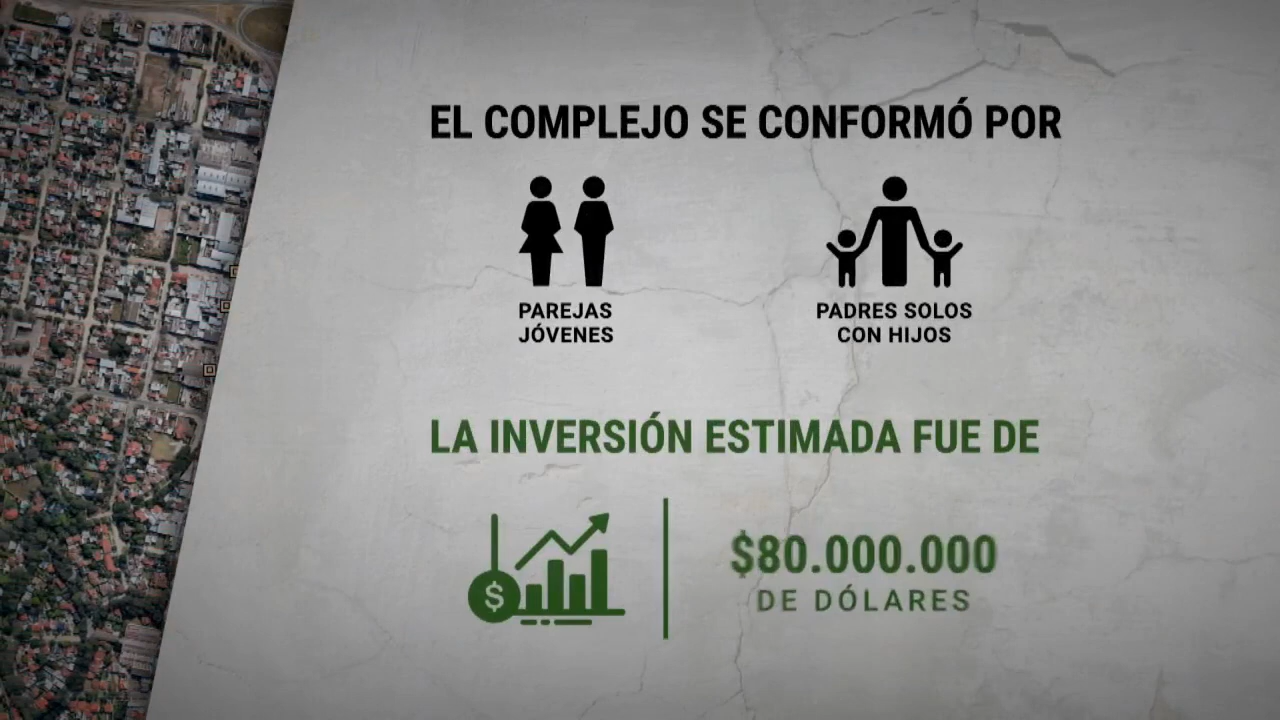 EL COMPLEJO SE CONFORMÓ POR
PAREJAS
JÓVENES
PADRES SOLOS
CON HIJOS
LA INVERSIÓN ESTIMADA FUE DE
$
$80.000.000
DE DÓLARES